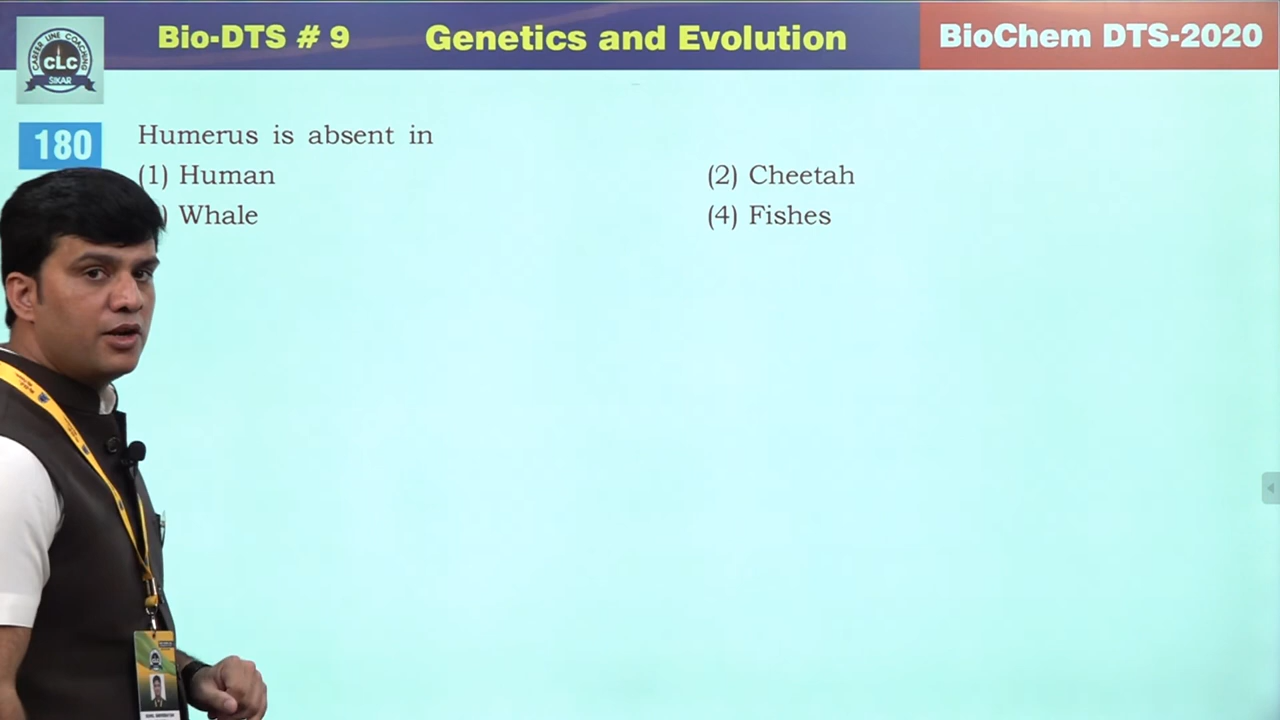 Bio-DTS # 9 Genetics and Evolution BioChem DTS-2020
CAREER LINE COACHING
CLC
SIKAR
180 Humerus is absent in
(1) Human (2) Cheetah
) Whale (4) Fishes